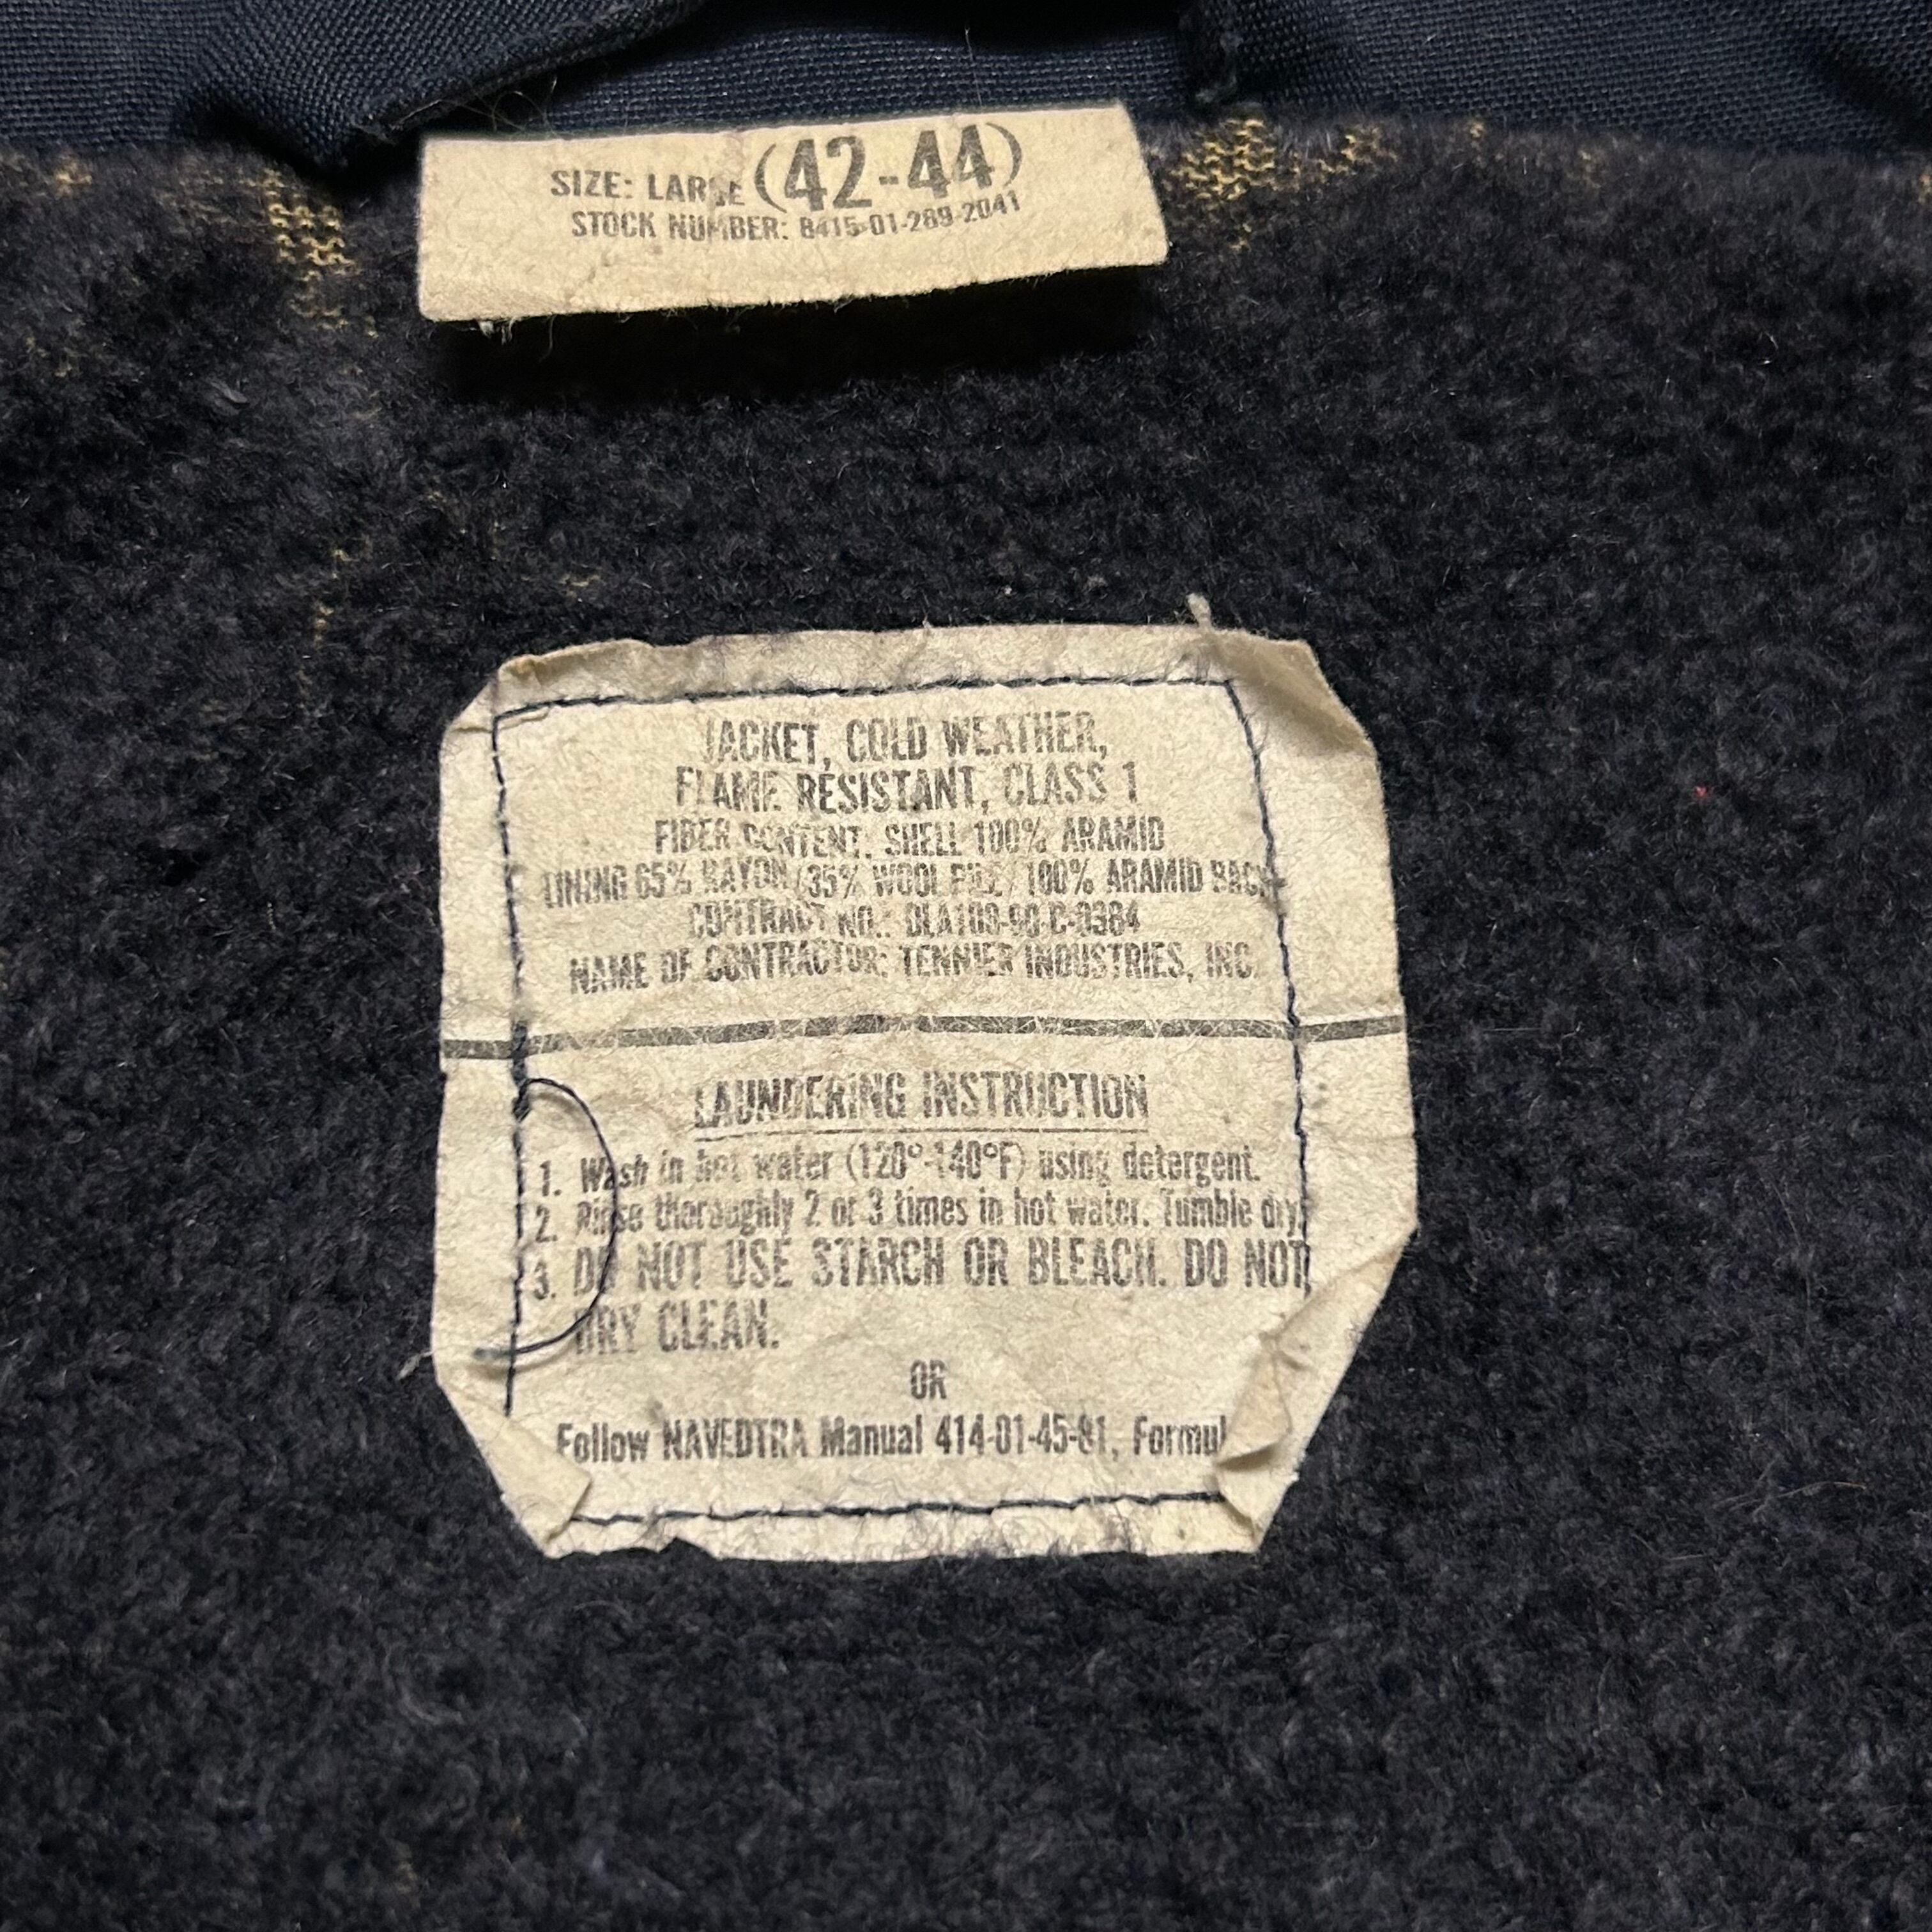 SIZE: LARGE (42-44)
STOCK NUMBER: 8415-01-289-2041
JACKET, COLD WEATHER,
FLAME RESISTANT, CLASS 1
FIBER CONTENT: SHELL 100% ARAMID
LINING 65% RAYON (35% WOOL PILE) 100% ARAMID BACK
CONTRACT NO.: DLA100-90-C-0384
NAME OF CONTRACTOR: TENNIER INDUSTRIES, INC.
LAUNDERING INSTRUCTION
1. Wash in hot water (120°-140°F) using detergent.
2. Rinse thoroughly 2 or 3 times in hot water. Tumble dry.
3. DO NOT USE STARCH OR BLEACH. DO NOT
DRY CLEAN.
OR
Follow NAVEDTRA Manual 414-01-45-81, Formul